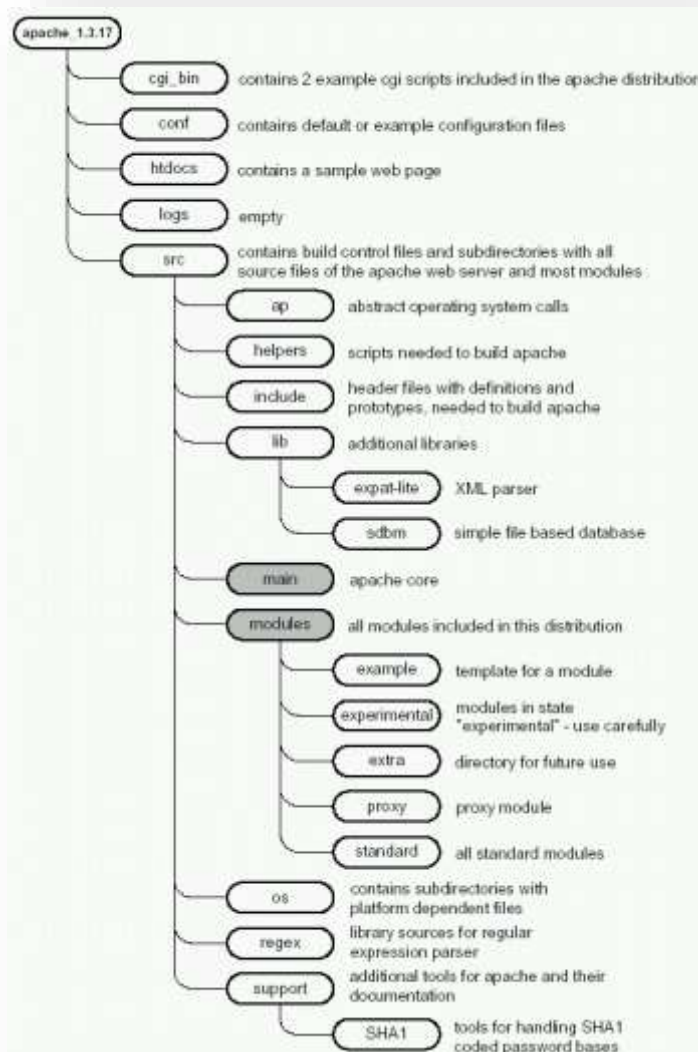 apache_1.3.17
cgi_bin contains 2 example cgi scripts included in the apache distribution
conf contains default or example configuration files
htdocs contains a sample web page
logs empty
src contains build control files and subdirectories with all
source files of the apache web server and most modules
ap abstract operating system calls
helpers scripts needed to build apache
include header files with definitions and
prototypes, needed to build apache
lib additional libraries
expat-lite XML parser
sdbm simple file based database
main apache core
modules all modules included in this distribution
example template for a module
experimental modules in state
"experimental" - use carefully
extra directory for future use
proxy proxy module
standard all standard modules
os contains subdirectories with
platform dependent files
regex library sources for regular
expression parser
support additional tools for apache and their
documentation
SHA1 tools for handling SHA1
coded password bases